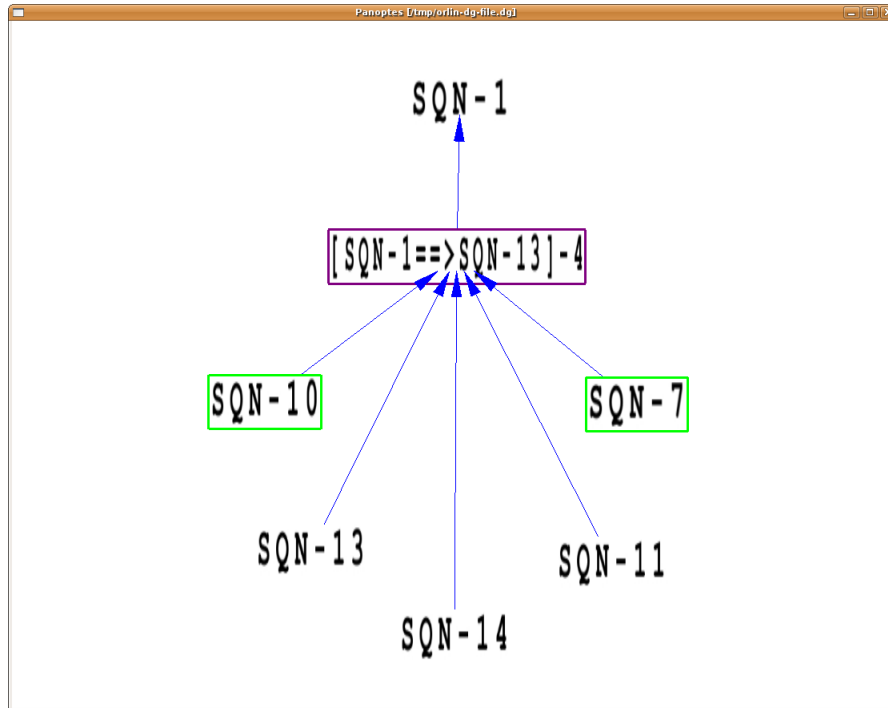 Panoptes [/tmp/orlin-dg-file.dg]
SQN-1
[SQN-1==>SQN-13]-4
SQN-10
SQN-7
SQN-13
SQN-11
SQN-14